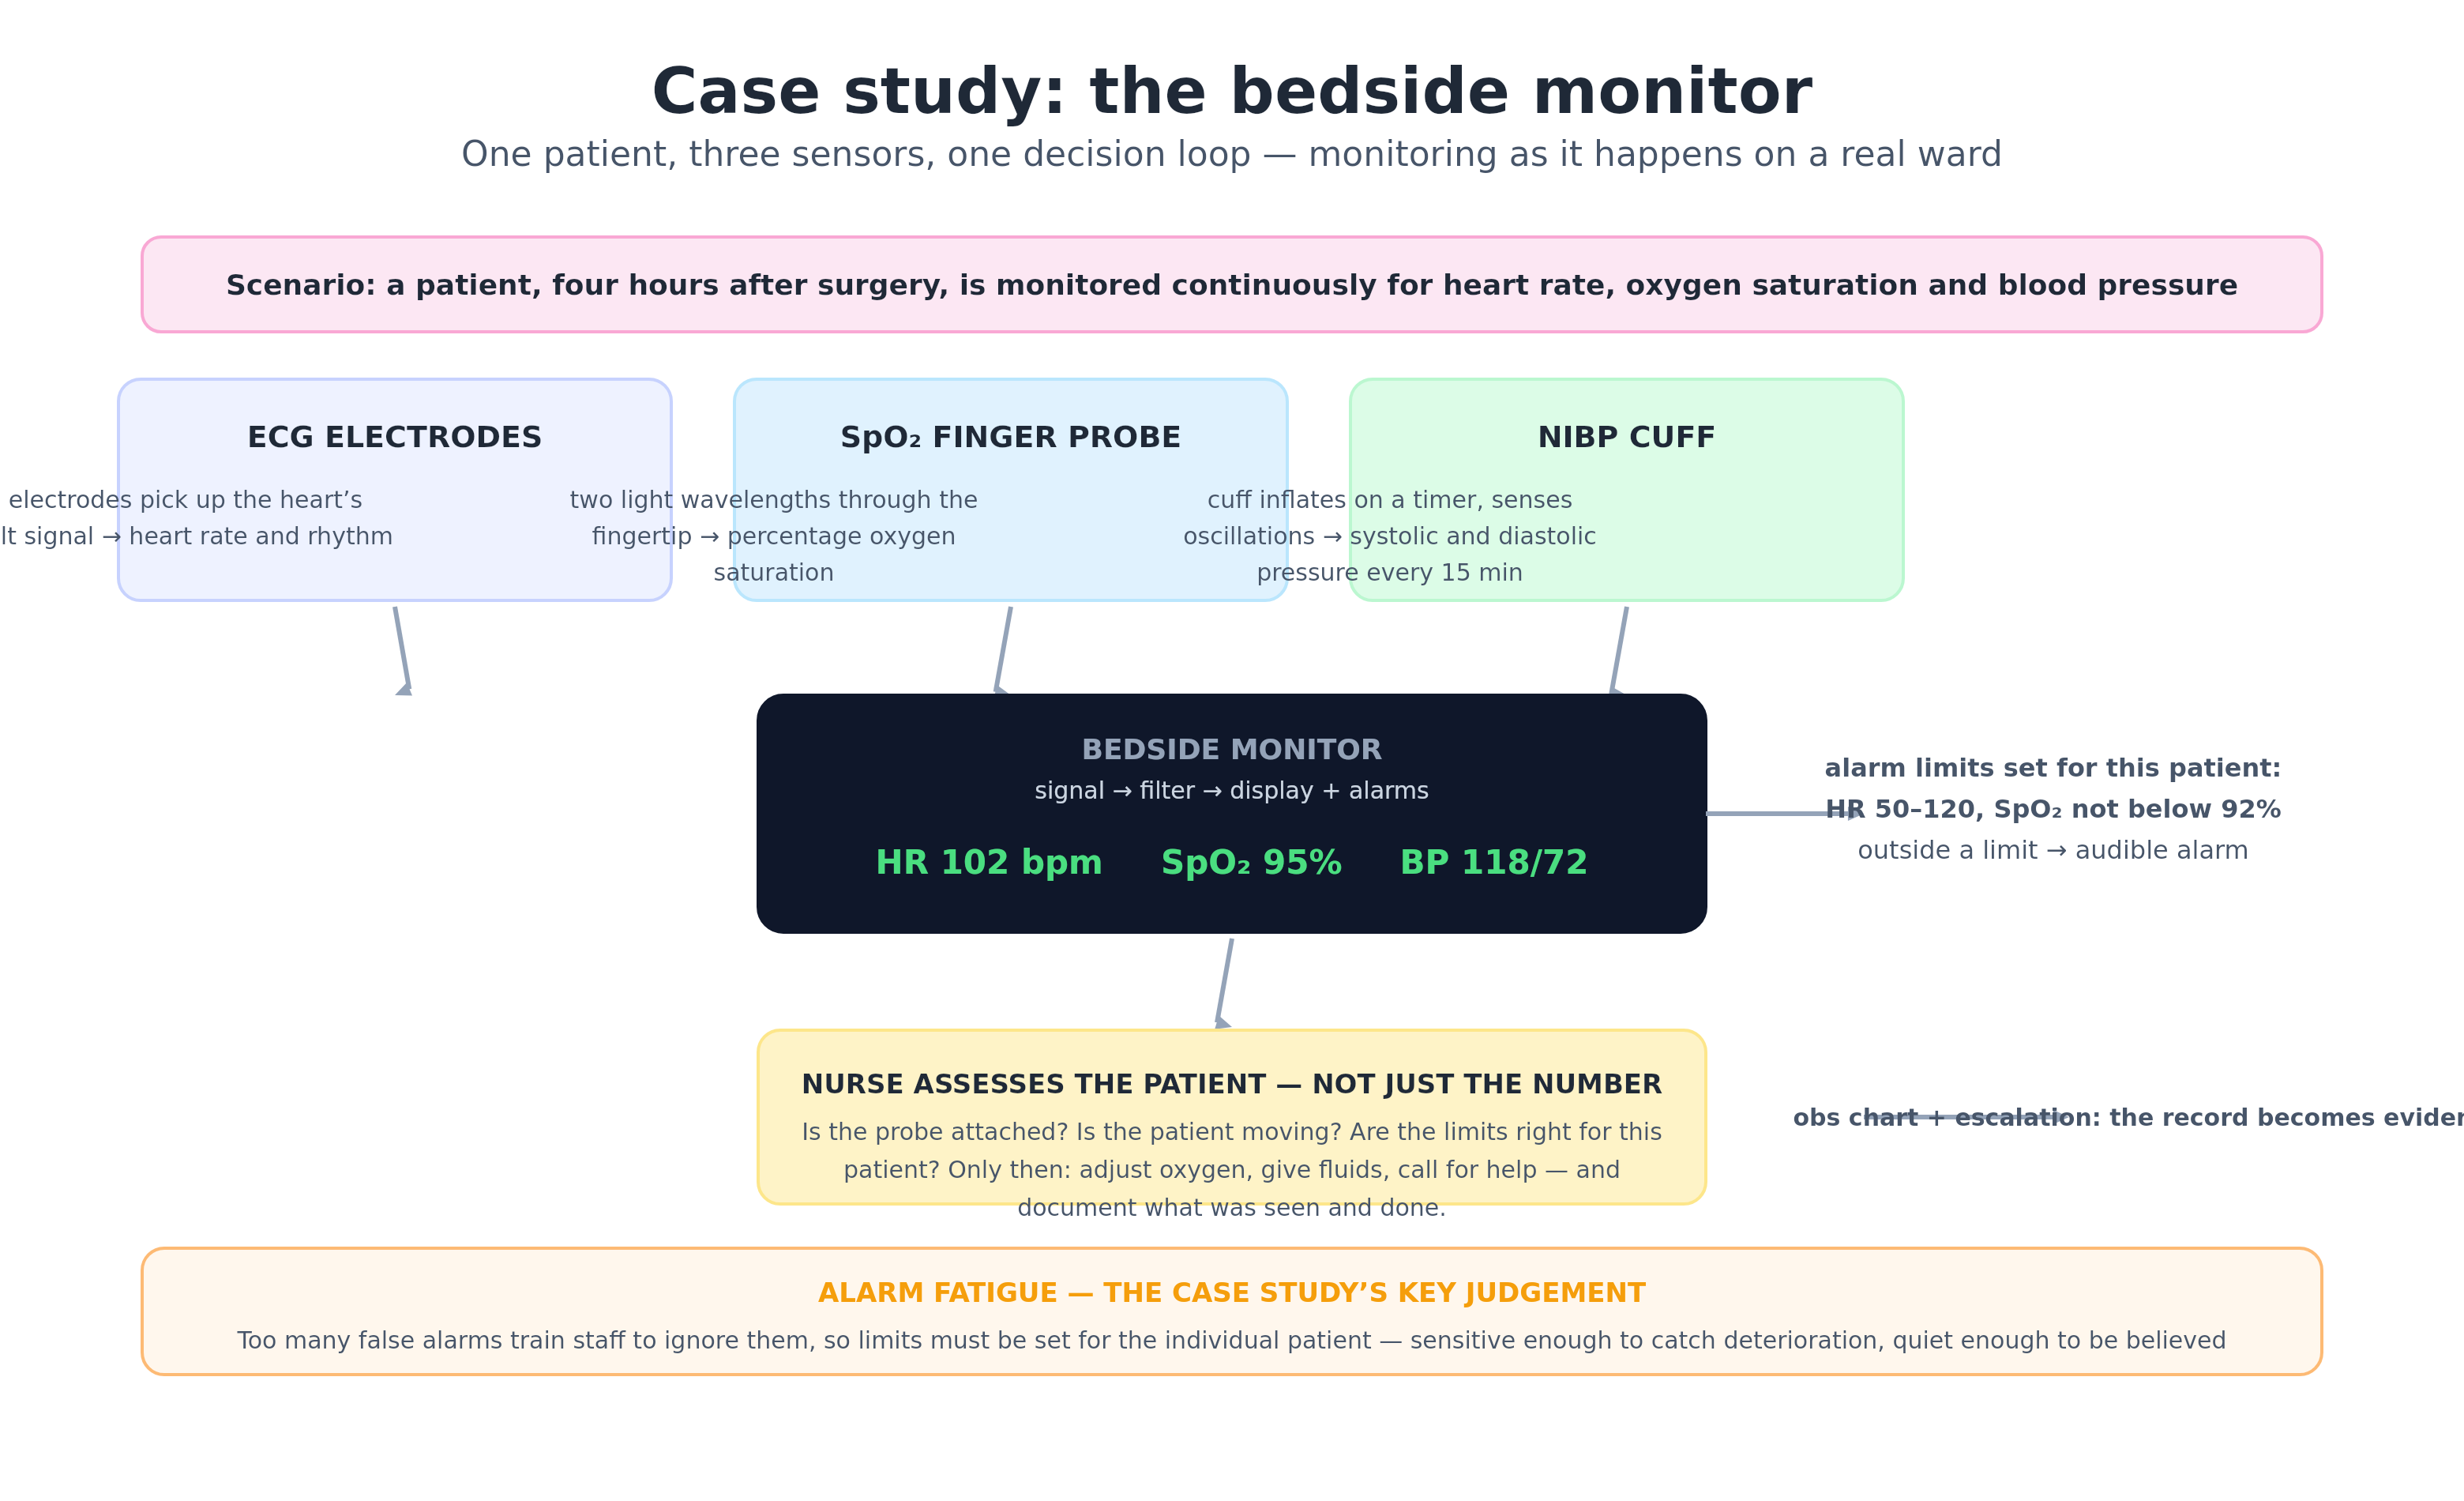 Case study: the bedside monitor
One patient, three sensors, one decision loop — monitoring as it happens on a real ward
Scenario: a patient, four hours after surgery, is monitored continuously for heart rate, oxygen saturation and blood pressure
ECG ELECTRODES
electrodes pick up the heart’s
lt signal → heart rate and rhythm
SpO₂ FINGER PROBE
two light wavelengths through the
fingertip → percentage oxygen
saturation
NIBP CUFF
cuff inflates on a timer, senses
oscillations → systolic and diastolic
pressure every 15 min
BEDSIDE MONITOR
signal → filter → display + alarms
HR 102 bpm SpO₂ 95% BP 118/72
alarm limits set for this patient:
HR 50–120, SpO₂ not below 92%
outside a limit → audible alarm
NURSE ASSESSES THE PATIENT — NOT JUST THE NUMBER
Is the probe attached? Is the patient moving? Are the limits right for this
patient? Only then: adjust oxygen, give fluids, call for help — and
document what was seen and done.
obs chart + escalation: the record becomes
ALARM FATIGUE — THE CASE STUDY’S KEY JUDGEMENT
Too many false alarms train staff to ignore them, so limits must be set for the individual patient — sensitive enough to catch deterioration, quiet enough to be believed